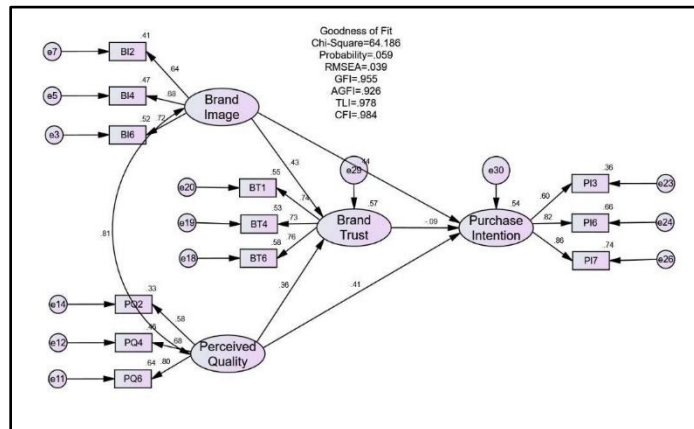 Goodness of Fit
Chi-Square=64.186
Probability=.059
RMSEA=.039
GFI=.955
AGFI=.926
TLI=.978
CFI=.984
.41
e7 BI2
.64
.47
e5 BI4
.68
Brand
Image
.52 .72
e3 BI6
.43
e29 .44
e30
.36
PI3 e23
.60
.55
e20 BT1
.74
.57
.54
.66
.53
e19 BT4
.73
Brand
Trust
-.09
Purchase
Intention
.82
PI6 e24
.58
.76
e18 BT6
.86
.74
PI7 e26
.81
.36
.41
.33
e14 PQ2
.58
.46
e12 PQ4
.68
Perceived
Quality
.64 .80
e11 PQ6